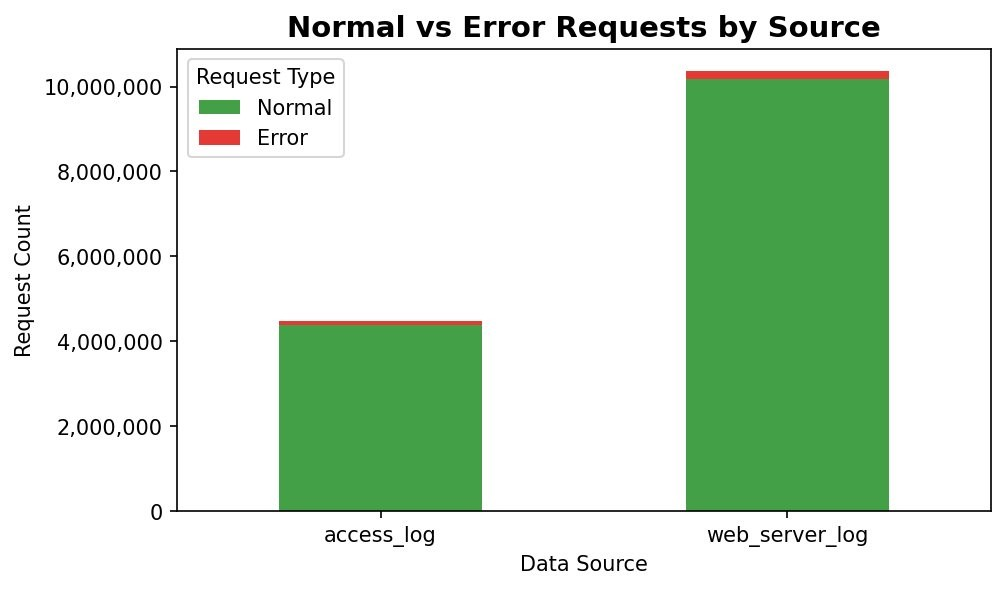 Normal vs Error Requests by Source
Request Type
Normal
Error
Request Count
10,000,000
8,000,000
6,000,000
4,000,000
2,000,000
0
access_log
web_server_log
Data Source